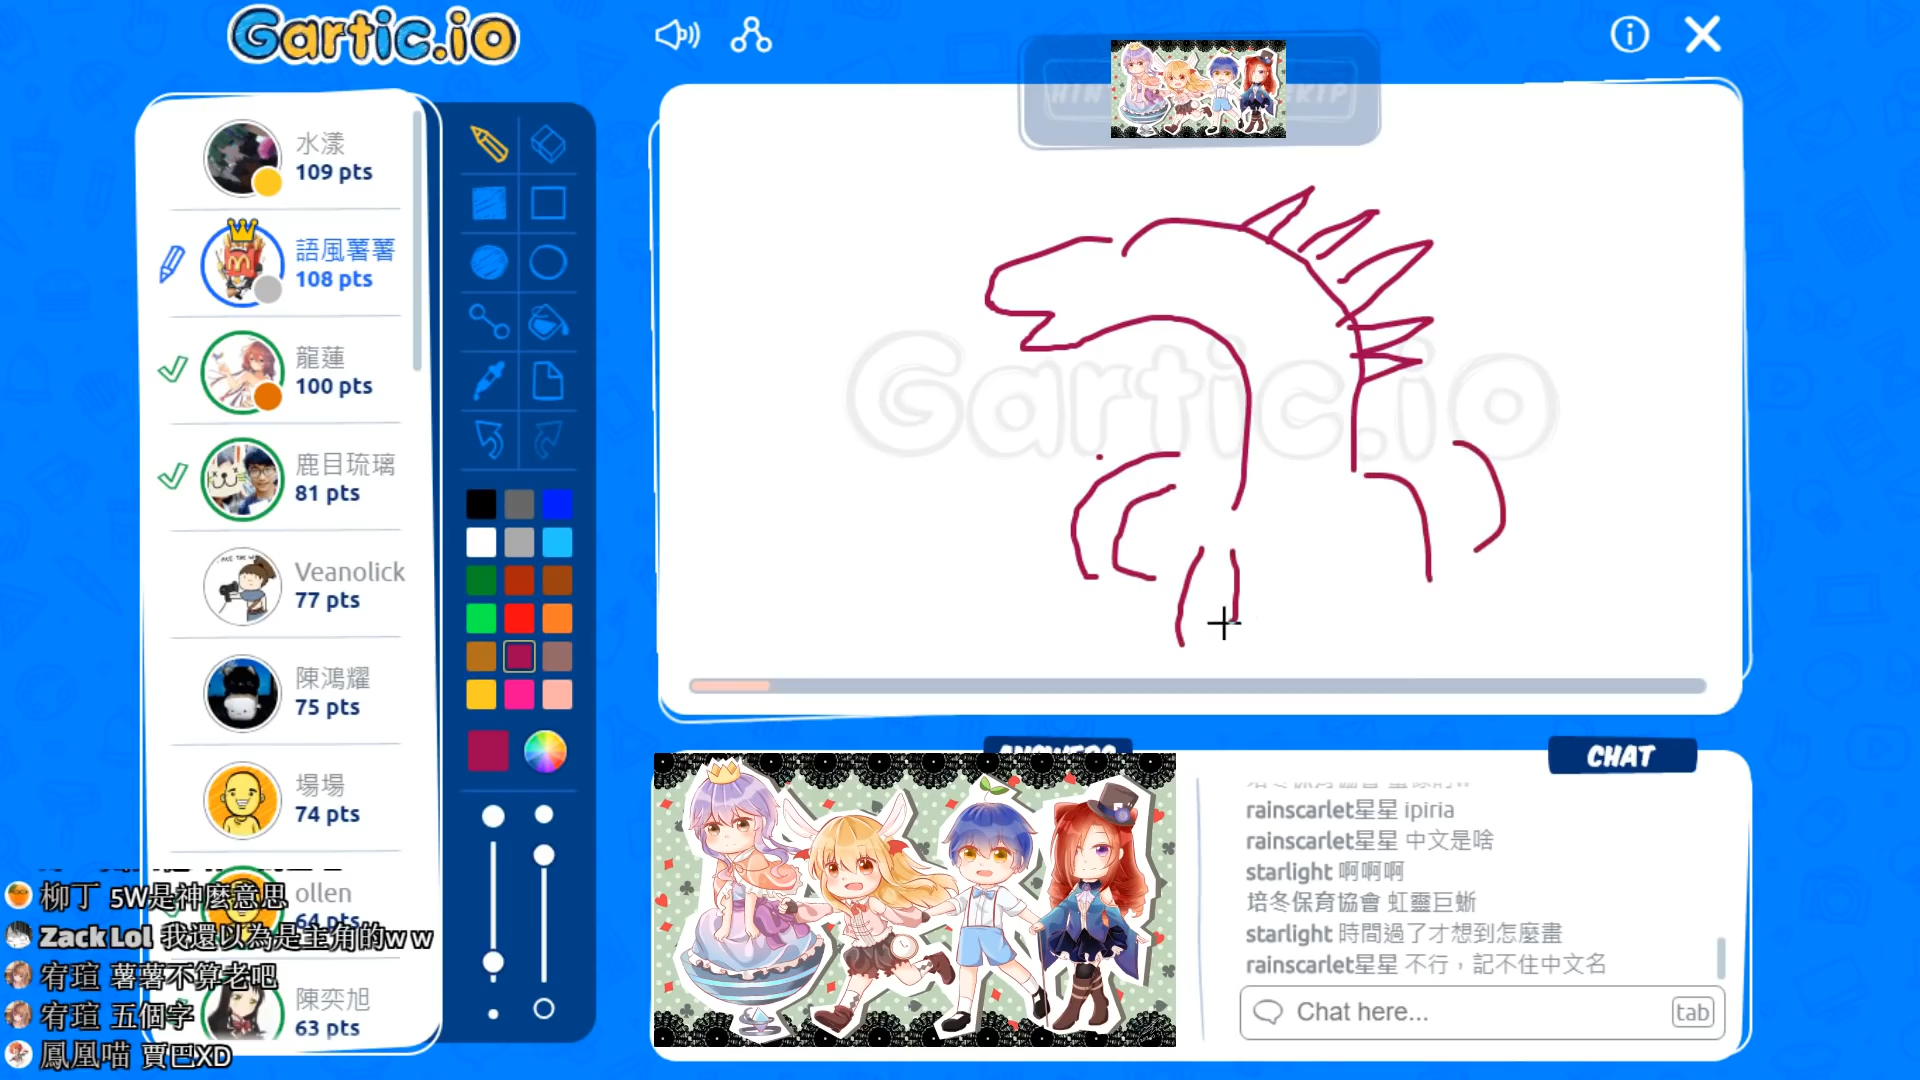 Gartic.io
HIN
SKIP
水漾
109 pts
語風薯薯
108 pts
龍蓮
100 pts
鹿目琉璃
81 pts
Veanolick
77 pts
陳鴻耀
75 pts
場場
74 pts
ollen
64 pts
陳奕旭
63 pts
柳丁 5W是神麼意思
Zack Lol 我還以為是主角的w w
宥瑄 薯薯不算老吧
宥瑄 五個字
鳳凰喵 賈巴XD
Gartic.io
ANSWERS
CHAT
rainscarlet星星 ipiria
rainscarlet星星 中文是啥
starlight 啊啊啊
培冬保育協會 虹靈巨蜥
starlight 時間過了才想到怎麼畫
rainscarlet星星 不行，記不住中文名
Chat here...
tab